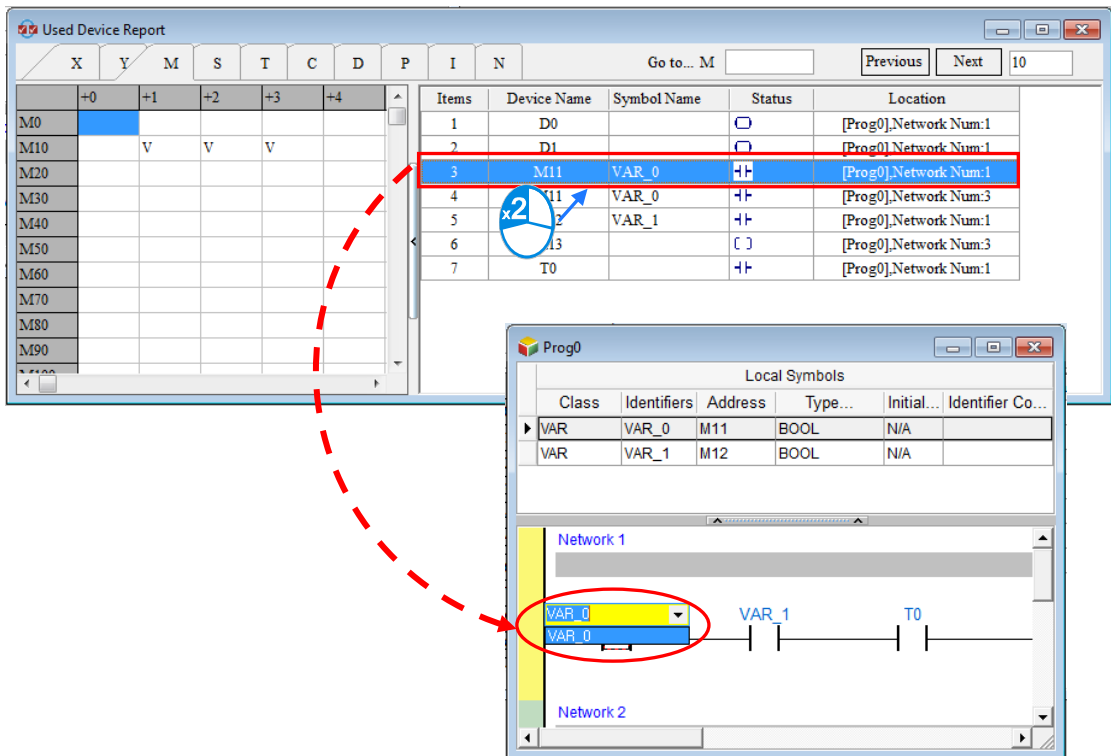 Used Device Report
X Y M S T C D P I N Go to... M Previous Next 10
+0 +1 +2 +3 +4
M0
M10 V V V
M20
M30
M40
M50
M60
M70
M80
M90
M100
Items Device Name Symbol Name Status Location
1 D0 [Prog0],Network Num:1
2 D1 [Prog0],Network Num:1
3 M11 VAR_0 [Prog0],Network Num:1
4 M11 VAR_0 [Prog0],Network Num:3
5 VAR_1 [Prog0],Network Num:1
6 [Prog0],Network Num:3
7 T0 [Prog0],Network Num:1
x2
Prog0
Local Symbols
Class Identifiers Address Type... Initial... Identifier Co...
VAR VAR_0 M11 BOOL N/A
VAR VAR_1 M12 BOOL N/A
Network 1
VAR_0 VAR_1 T0
VAR_0
Network 2